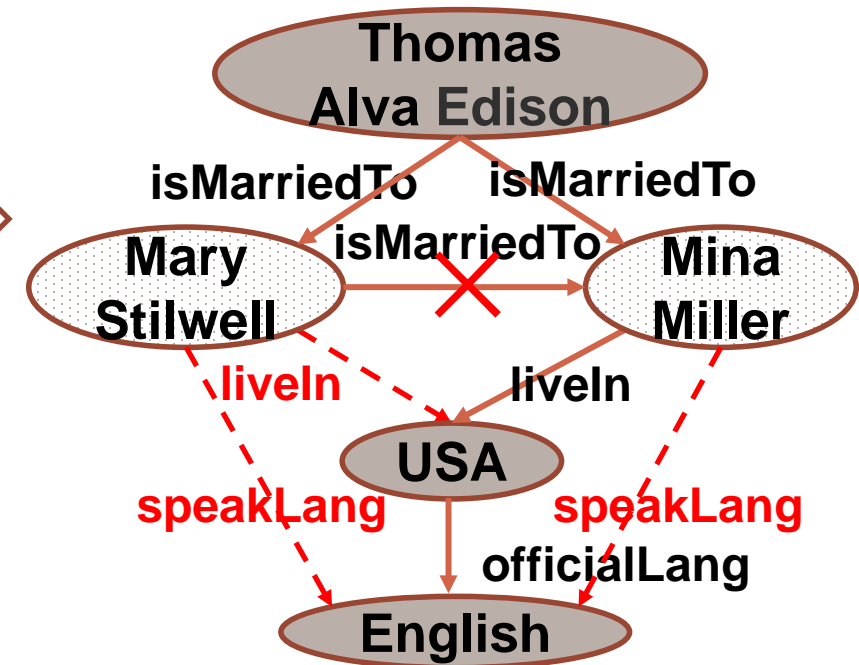 Thomas
Alva Edison
isMarriedTo
isMarriedTo
isMarriedTo
Mary
Stilwell
Mina
Miller
liveIn
liveIn
USA
speakLang
speakLang
officialLang
English